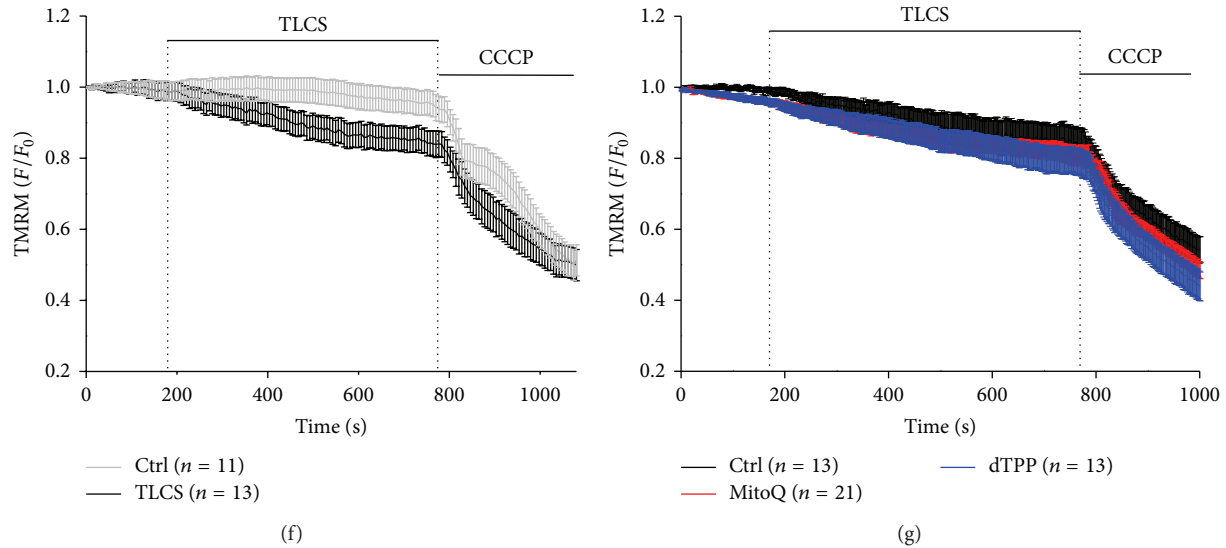 TLCS
CCCP
TMRM (F/F0)
1.2
1.0
0.8
0.6
0.4
0.2
0 200 400 600 800 1000
Time (s)
Ctrl (n = 11)
TLCS (n = 13)
(f)
TLCS
CCCP
TMRM (F/F0)
1.2
1.0
0.8
0.6
0.4
0.2
0 200 400 600 800 1000
Time (s)
Ctrl (n = 13) dTPP (n = 13)
MitoQ (n = 21)
(g)